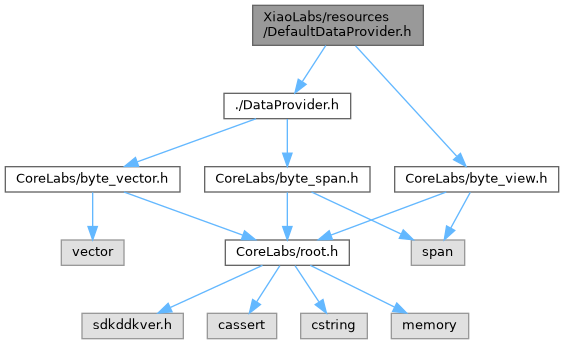 XiaoLabs/resources
/DefaultDataProvider.h
./DataProvider.h
CoreLabs/byte_vector.h
CoreLabs/byte_span.h
CoreLabs/byte_view.h
vector
CoreLabs/root.h
span
sdkddkver.h
cassert
cstring
memory